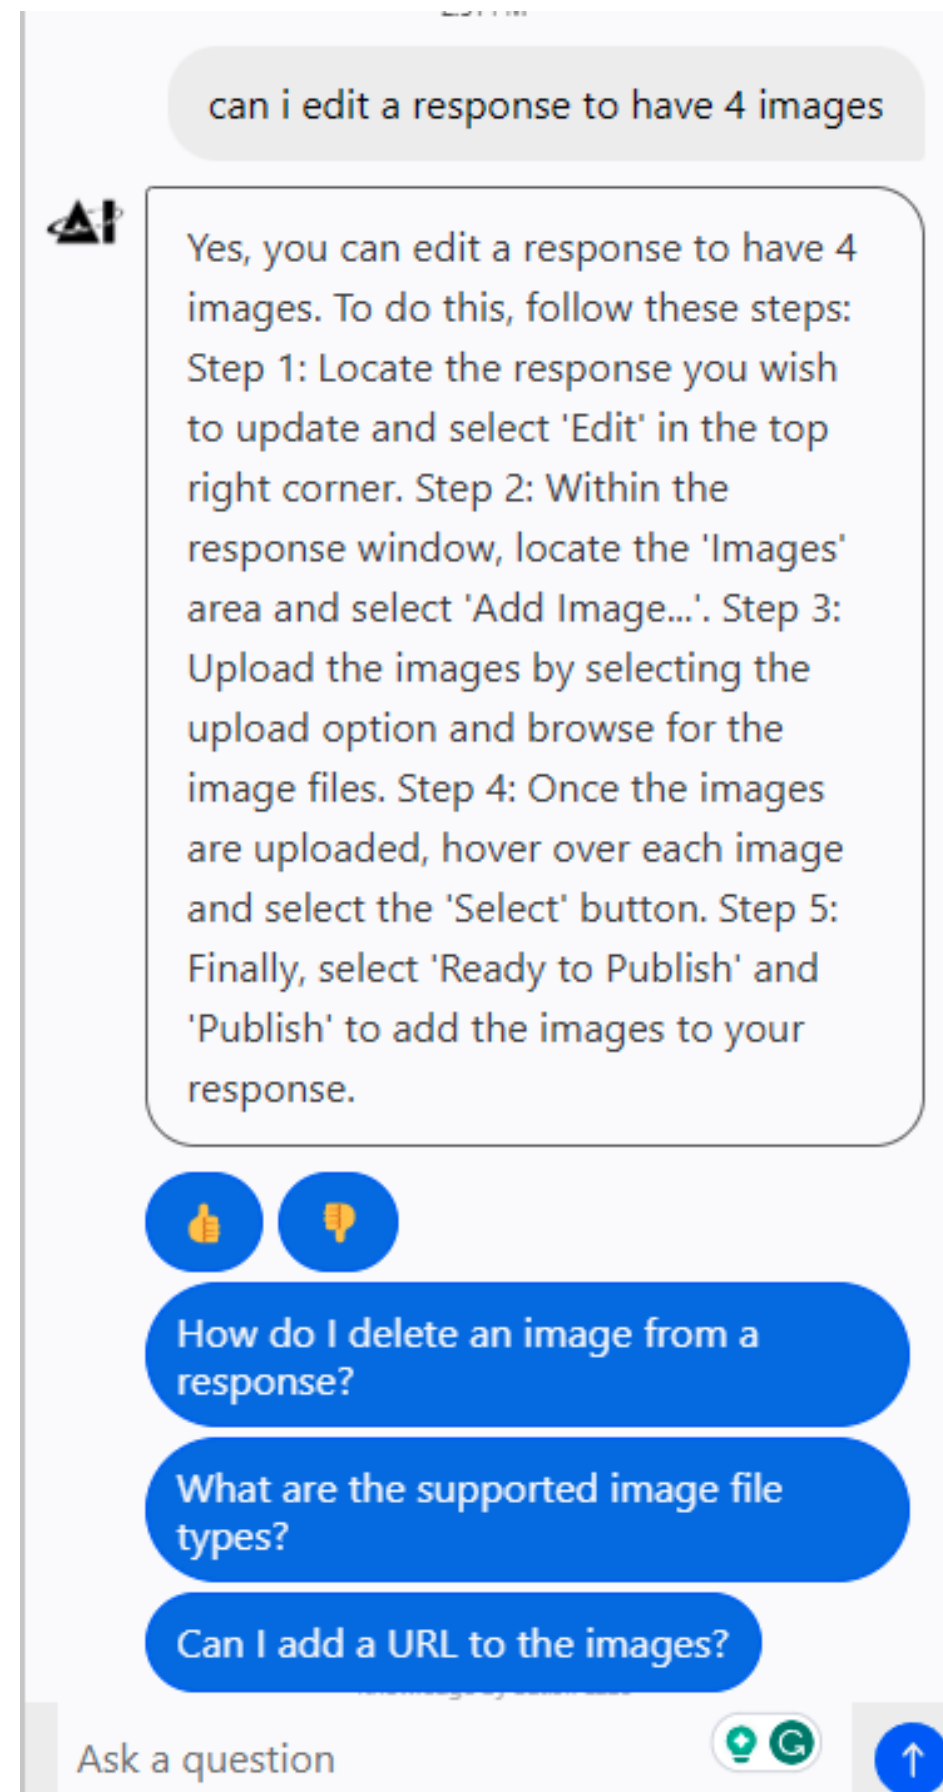 can i edit a response to have 4 images
AI
Yes, you can edit a response to have 4
images. To do this, follow these steps:
Step 1: Locate the response you wish
to update and select 'Edit' in the top
right corner. Step 2: Within the
response window, locate the 'Images'
area and select 'Add Image...'. Step 3:
Upload the images by selecting the
upload option and browse for the
image files. Step 4: Once the images
are uploaded, hover over each image
and select the 'Select' button. Step 5:
Finally, select 'Ready to Publish' and
'Publish' to add the images to your
response.
How do I delete an image from a
response?
What are the supported image file
types?
Can I add a URL to the images?
Ask a question